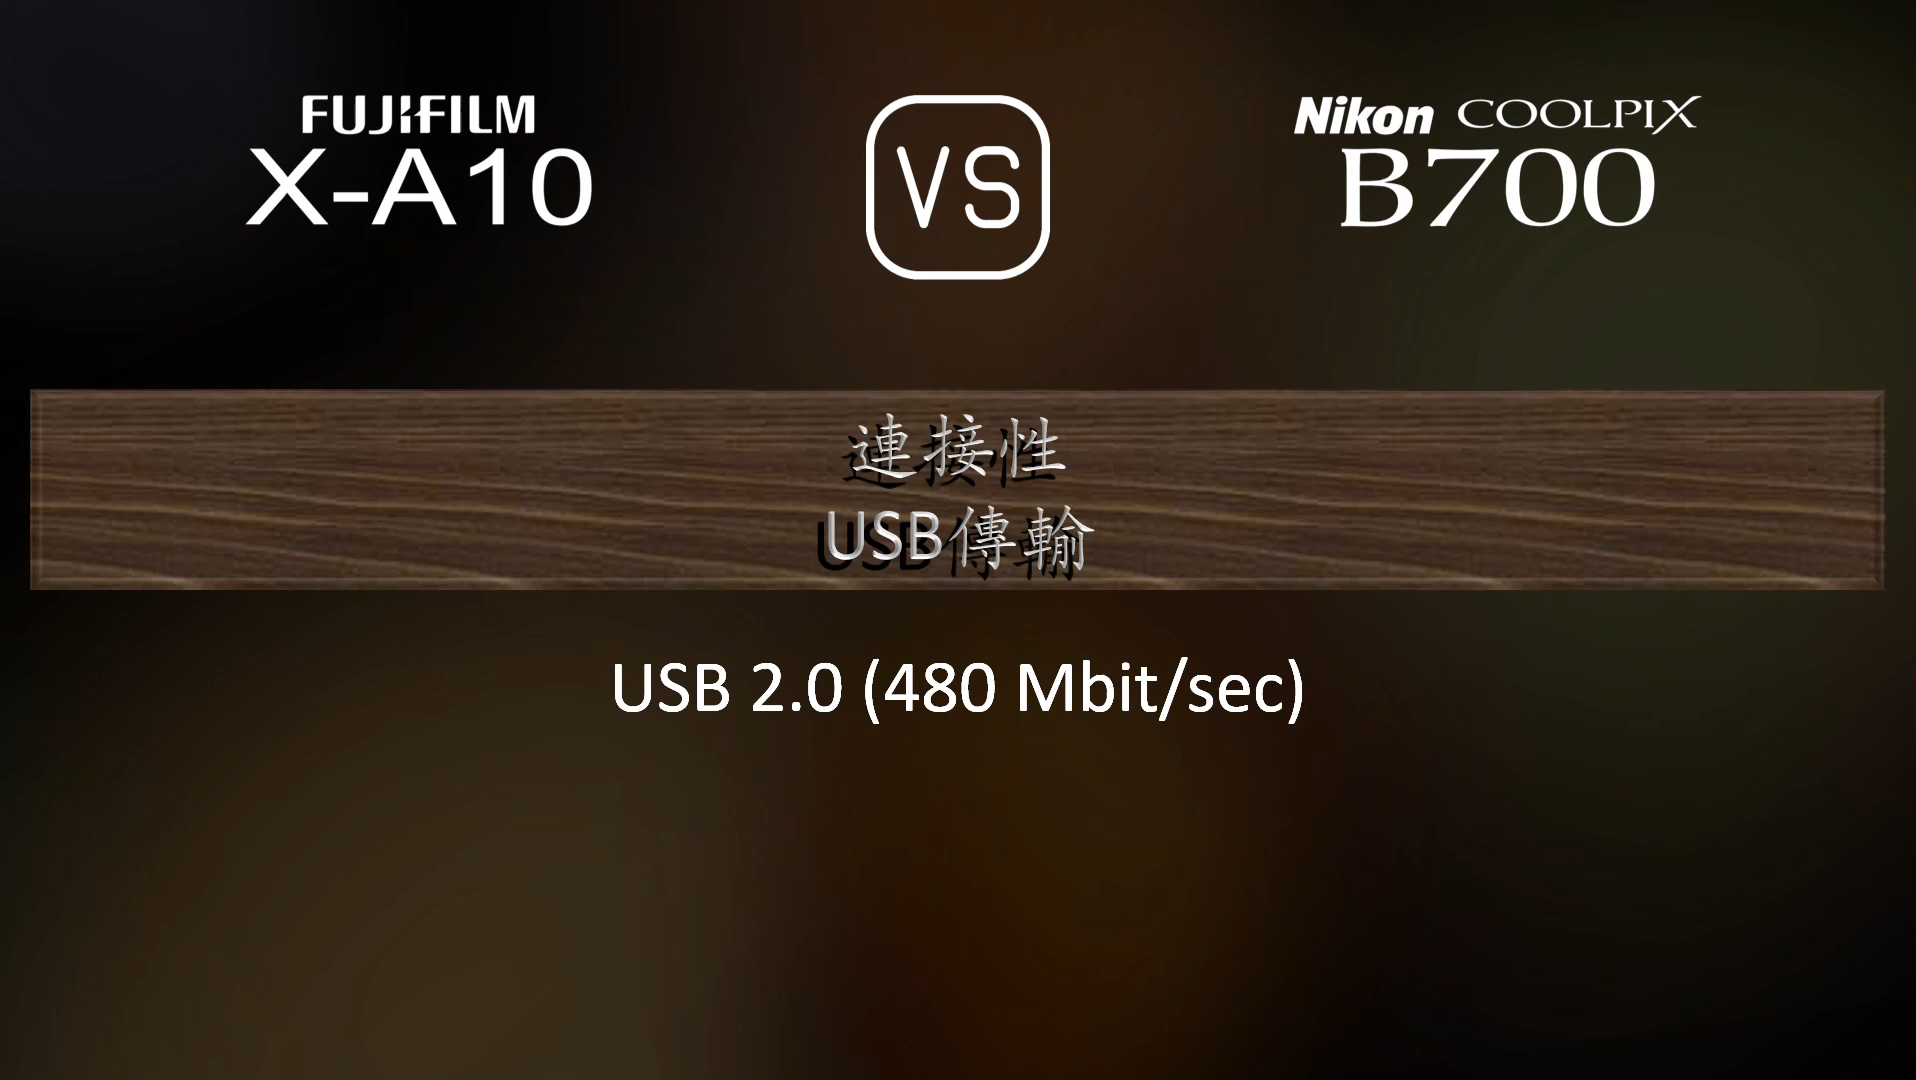 FUJIFILM
X-A10
VS
Nikon COOLPIX
B700
連接性
USB傳輸
USB 2.0 (480 Mbit/sec)